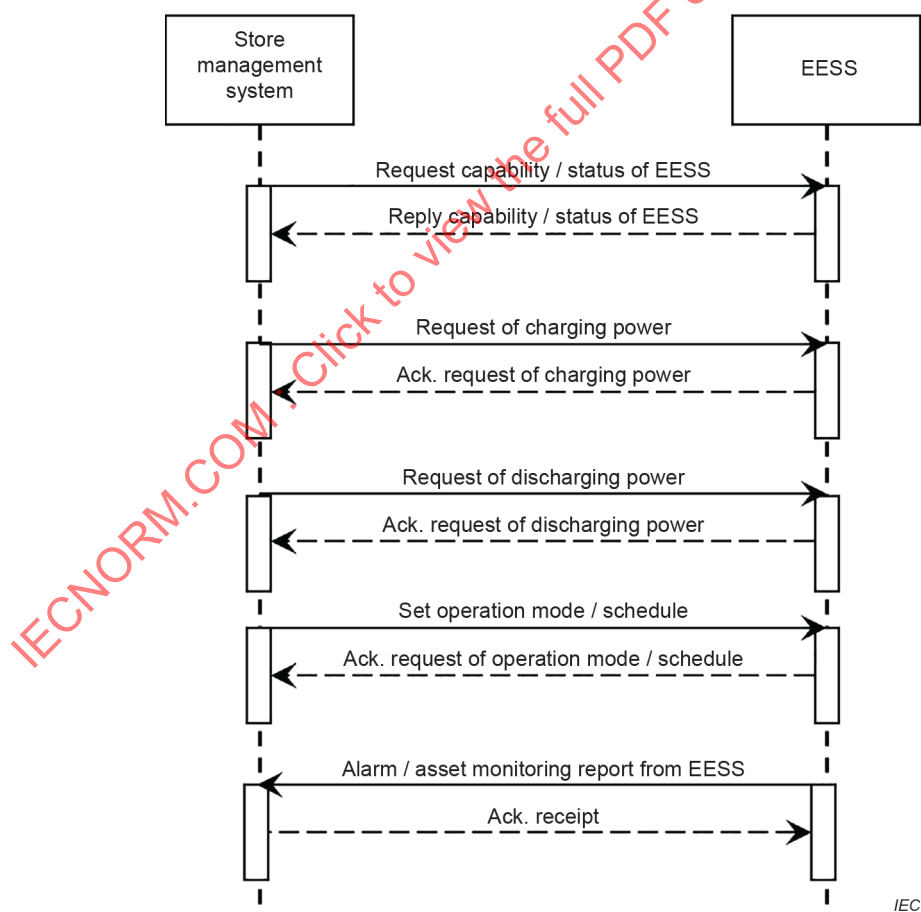 Store
management
system
EESS
Request capability / status of EESS
Reply capability / status of EESS
Request of charging power
Ack. request of charging power
Request of discharging power
Ack. request of discharging power
Set operation mode / schedule
Ack. request of operation mode / schedule
Alarm / asset monitoring report from EESS
Ack. receipt
IEC
IECNORM.COM : Click to view the full PDF